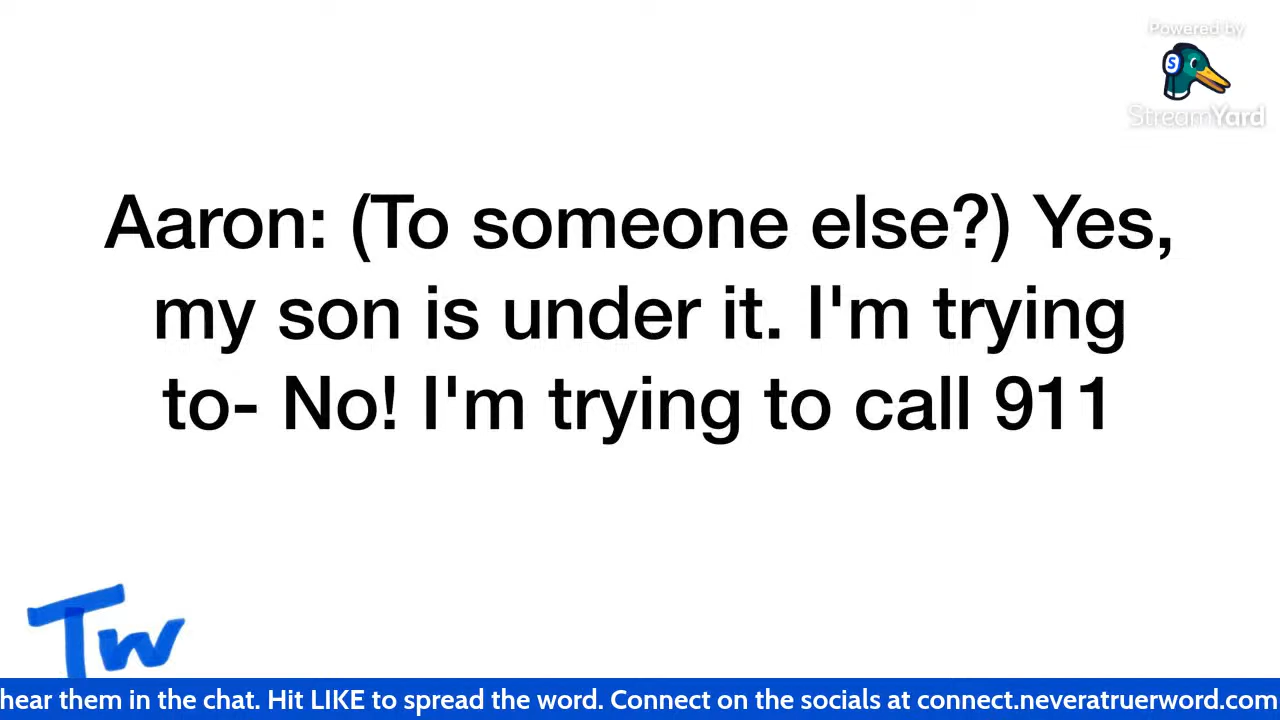 Powered by
StreamYard
Aaron: (To someone else?) Yes,
my son is under it. I'm trying
to- No! I'm trying to call 911
Tw
hear them in the chat. Hit LIKE to spread the word. Connect on the socials at connect.neveratruerword.com